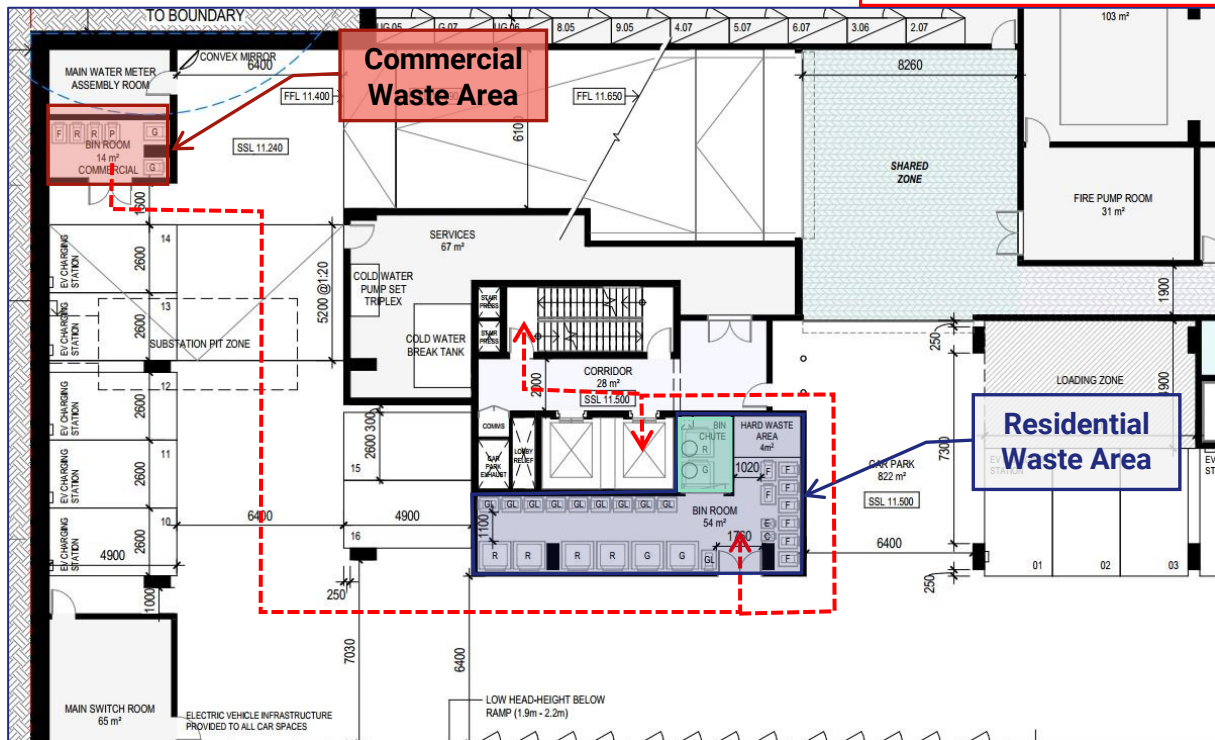 TO BOUNDARY
UG.05
G.07
UG.06
8.05
9.05
4.07
5.07
6.07
3.06
2.07
103 m²
CONVEX MIRROR
6400
MAIN WATER METER
ASSEMBLY ROOM
Commercial
Waste Area
8260
FFL 11.400
FFL 11.650
6100
F R R P G
BIN ROOM
14 m²
COMMERCIAL
G
SSL 11.240
SHARED
ZONE
FIRE PUMP ROOM
31 m²
1600
SERVICES
67 m²
EV CHARGING
STATION
2600
14
COLD WATER
PUMP SET
TRIPLEX
5200 @1:20
STAIR
PRESS
STAIR
PRESS
1900
EV CHARGING
STATION
2600
13
SUBSTATION PIT ZONE
COLD WATER
BREAK TANK
250
CORRIDOR
28 m²
2000
SSL 11.500
LOADING ZONE
4900
EV CHARGING
STATION
2600
12
COMMS
BIN
CHUTE
R
G
HARD WASTE
AREA
4m²
Residential
Waste Area
2600 300
15
CAR
PARK
EXHAUST
LOBBY
RELIEF
1020
F F
F F
F
F
F
F
7300
CAR PARK
822 m²
SSL 11.500
EV CHARGING
STATION
2600
11
6400
4900
16
GL GL GL GL GL GL GL GL
1100
BIN ROOM
54 m²
1760
E
6400
EV CHARGING
STATION
2600
10
4900
R R R R G G GL
01
02
03
250
250
1000
7030
6400
MAIN SWITCH ROOM
65 m²
ELECTRIC VEHICLE INFRASTRUCTURE
PROVIDED TO ALL CAR SPACES
LOW HEAD-HEIGHT BELOW
RAMP (1.9m - 2.2m)